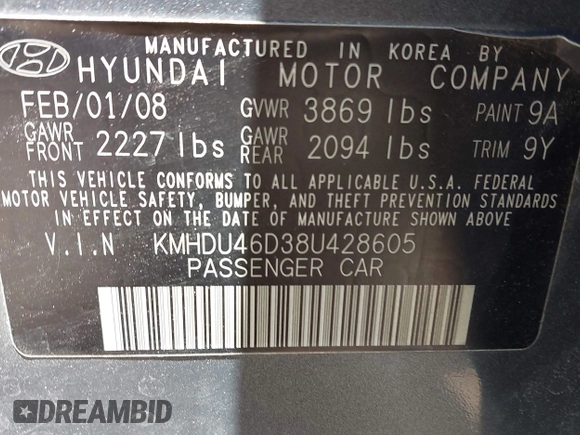 MANUFACTURED IN KOREA BY
HYUNDAI MOTOR COMPANY
FEB/01/08 GVWR 3869 lbs PAINT 9A
GAWR FRONT 2227 lbs GAWR REAR 2094 lbs TRIM 9Y
THIS VEHICLE CONFORMS TO ALL APPLICABLE U.S.A. FEDERAL
MOTOR VEHICLE SAFETY, BUMPER, AND THEFT PREVENTION STANDARDS
IN EFFECT ON THE DATE OF MANUFACTURE SHOWN ABOVE
V.I.N KMHDU46D38U428605
PASSENGER CAR
DREAMBID